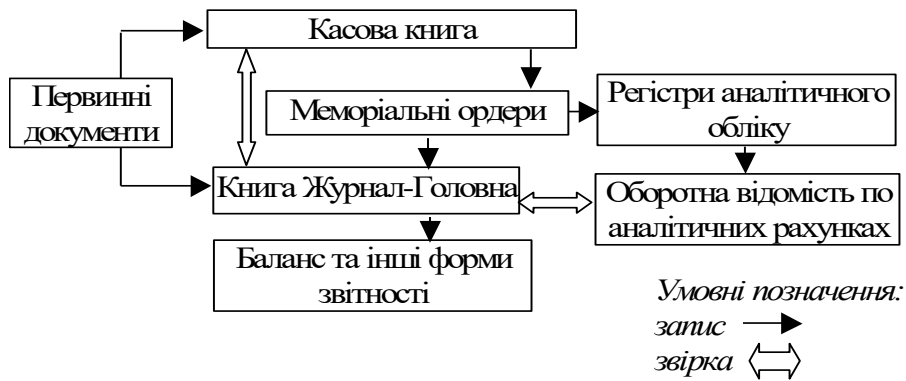 Касова книга
Первинні
документи
Меморіальні ордери
Регістри аналітичного
обліку
Книга Журнал-Головна
Оборотна відомість по
аналітичних рахунках
Баланс та інші форми
звітності
Умовні позначення:
запис
звірка